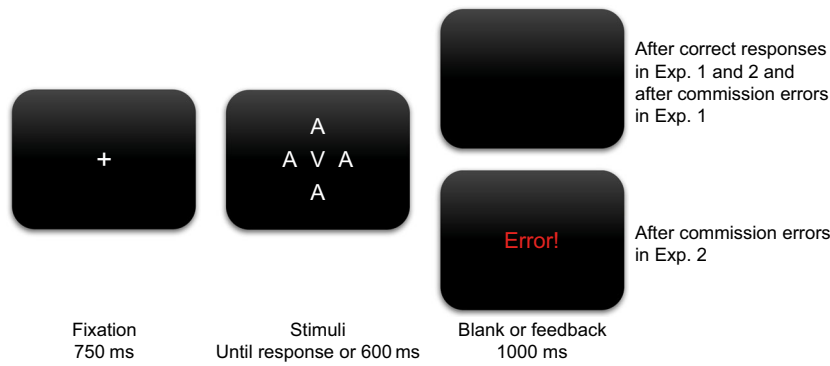 +
A
A V A
A
Error!
After correct responses
in Exp. 1 and 2 and
after commission errors
in Exp. 1
After commission errors
in Exp. 2
Fixation
750 ms
Stimuli
Until response or 600 ms
Blank or feedback
1000 ms